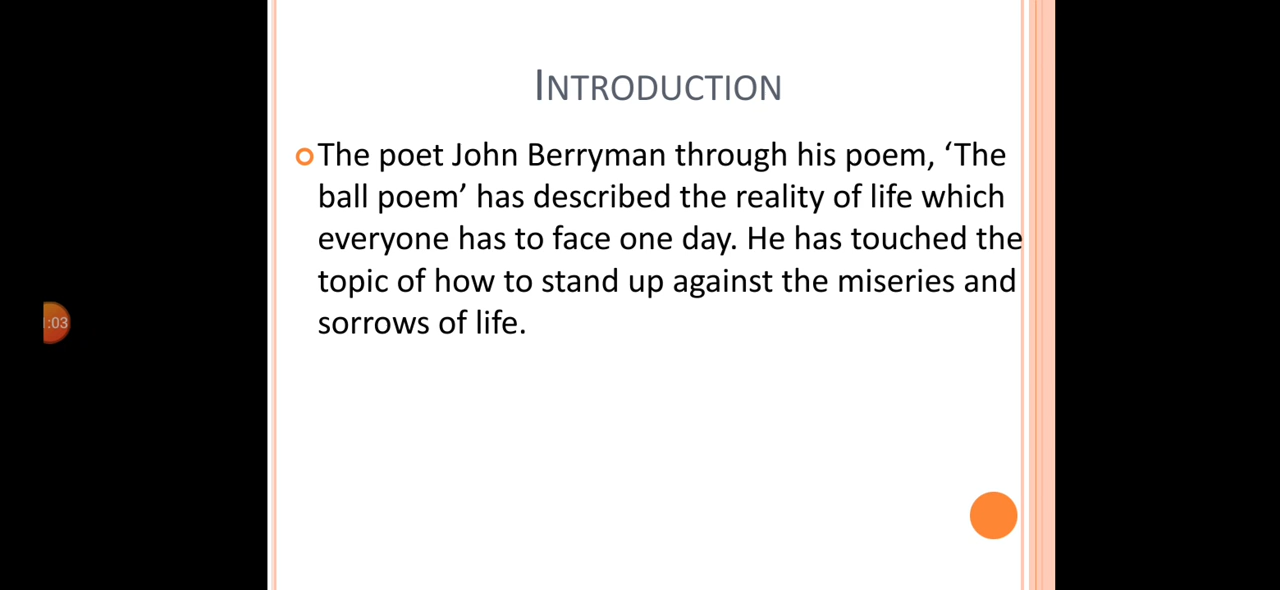 INTRODUCTION
The poet John Berryman through his poem, ‘The
ball poem’ has described the reality of life which
everyone has to face one day. He has touched the
topic of how to stand up against the miseries and
sorrows of life.
:03